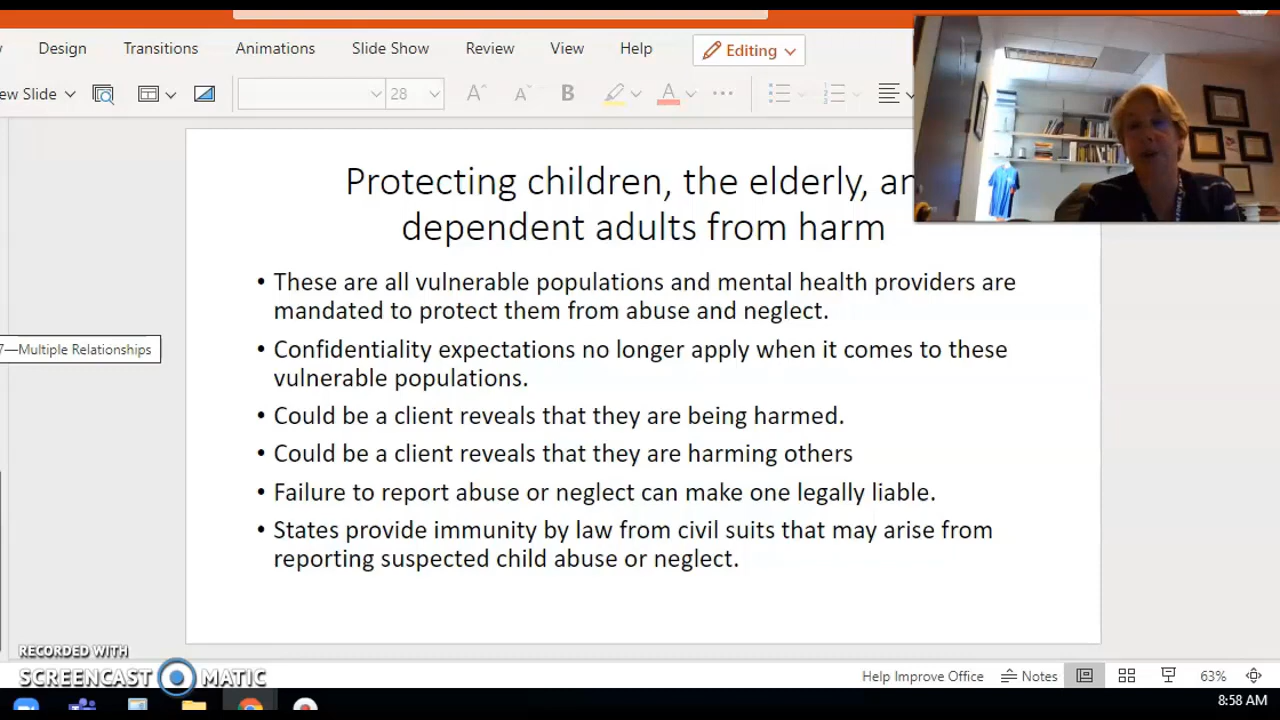 Design Transitions Animations Slide Show Review View Help Editing
ew Slide 28 B A
Protecting children, the elderly, an
dependent adults from harm
• These are all vulnerable populations and mental health providers are
mandated to protect them from abuse and neglect.
7—Multiple Relationships
• Confidentiality expectations no longer apply when it comes to these
vulnerable populations.
• Could be a client reveals that they are being harmed.
• Could be a client reveals that they are harming others
• Failure to report abuse or neglect can make one legally liable.
• States provide immunity by law from civil suits that may arise from
reporting suspected child abuse or neglect.
RECORDED WITH
SCREENCAST MATIC
Help Improve Office Notes 63%
8:58 AM